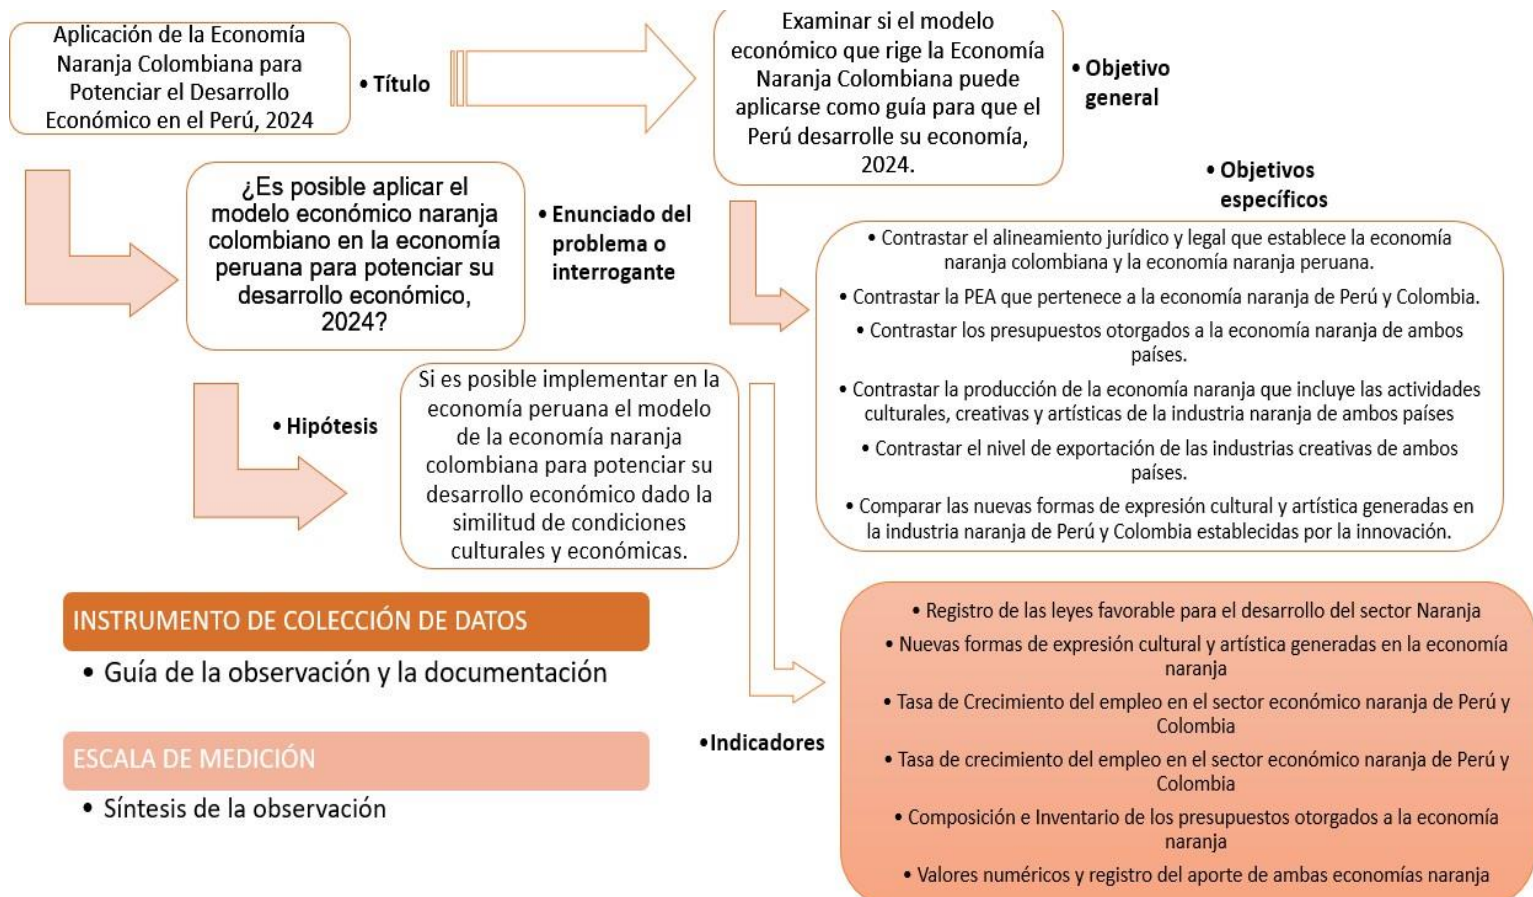 Aplicación de la Economía
Naranja Colombiana para
Potenciar el Desarrollo
Económico en el Perú, 2024
• Título
Examinar si el modelo
económico que rige la Economía
Naranja Colombiana puede
aplicarse como guía para que el
Perú desarrolle su economía,
2024.
• Objetivo
general
¿Es posible aplicar el
modelo económico naranja
colombiano en la economía
peruana para potenciar su
desarrollo económico,
2024?
• Enunciado del
problema o
interrogante
• Objetivos
específicos
• Contrastar el alineamiento jurídico y legal que establece la economía
naranja colombiana y la economía naranja peruana.
• Contrastar la PEA que pertenece a la economía naranja de Perú y Colombia.
• Contrastar los presupuestos otorgados a la economía naranja de ambos
países.
• Contrastar la producción de la economía naranja que incluye las actividades
culturales, creativas y artísticas de la industria naranja de ambos países
• Contrastar el nivel de exportación de las industrias creativas de ambos
países.
• Comparar las nuevas formas de expresión cultural y artística generadas en
la industria naranja de Perú y Colombia establecidas por la innovación.
• Hipótesis
Si es posible implementar en la
economía peruana el modelo
de la economía naranja
colombiana para potenciar su
desarrollo económico dado la
similitud de condiciones
culturales y económicas.
INSTRUMENTO DE COLECCIÓN DE DATOS
• Guía de la observación y la documentación
ESCALA DE MEDICIÓN
• Síntesis de la observación
• Indicadores
• Registro de las leyes favorable para el desarrollo del sector Naranja
• Nuevas formas de expresión cultural y artística generadas en la economía
naranja
• Tasa de Crecimiento del empleo en el sector económico naranja de Perú y
Colombia
• Tasa de crecimiento del empleo en el sector económico naranja de Perú y
Colombia
• Composición e Inventario de los presupuestos otorgados a la economía
naranja
• Valores numéricos y registro del aporte de ambas economías naranja